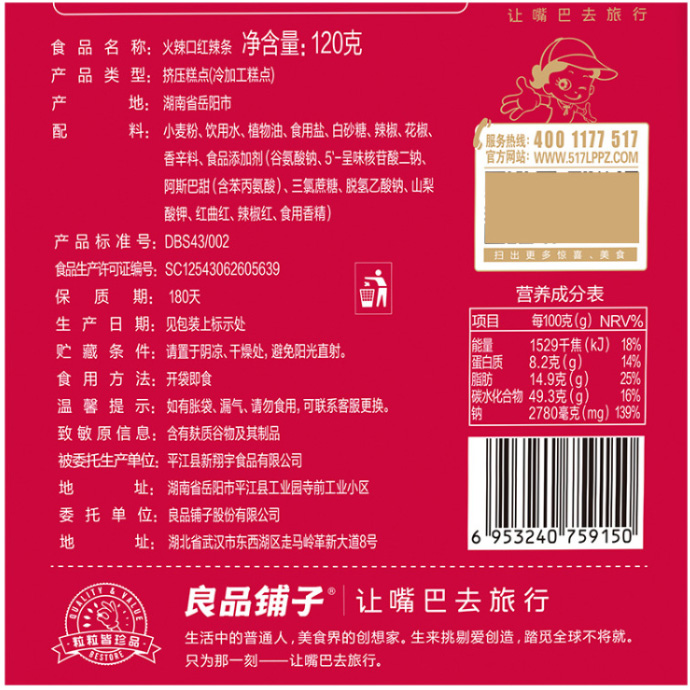 让嘴巴去旅行
食品名称：火辣口红辣条 净含量：120克
产品类型：挤压糕点(冷加工糕点)
产地：湖南省岳阳市
配料：小麦粉、饮用水、植物油、食用盐、白砂糖、辣椒、花椒、
香辛料、食品添加剂（谷氨酸钠、5'-呈味核苷酸二钠、
阿斯巴甜（含苯丙氨酸）、三氯蔗糖、脱氢乙酸钠、山梨
酸钾、红曲红、辣椒红、食用香精）
产品标准号：DBS43/002
食品生产许可证编号：SC12543062605639
保质期：180天
生产日期：见包装上标示处
贮藏条件：请置于阴凉、干燥处，避免阳光直射。
食用方法：开袋即食
温馨提示：如有胀袋、漏气、请勿食用，可联系客服更换。
致敏原信息：含有麸质谷物及其制品
被委托生产单位：平江县新翔宇食品有限公司
地址：湖南省岳阳市平江县工业园寺前工业小区
委托单位：良品铺子股份有限公司
地址：湖北省武汉市东西湖区走马岭革新大道8号
服务热线：400 1177 517
官方网站：WWW.517LPPZ.COM
扫出更多惊喜、美食
营养成分表
项目 每100克(g) NRV%
能量 1529千焦(kJ) 18%
蛋白质 8.2克(g) 14%
脂肪 14.9克(g) 25%
碳水化合物 49.3克(g) 16%
钠 2780毫克(mg) 139%
6 953240 759150
QUALITY & VALUE
粒粒皆珍品
RESTORE
良品铺子® 让嘴巴去旅行
生活中的普通人，美食界的创想家。生来挑剔爱创造，踏觅全球不将就。
只为那一刻——让嘴巴去旅行。